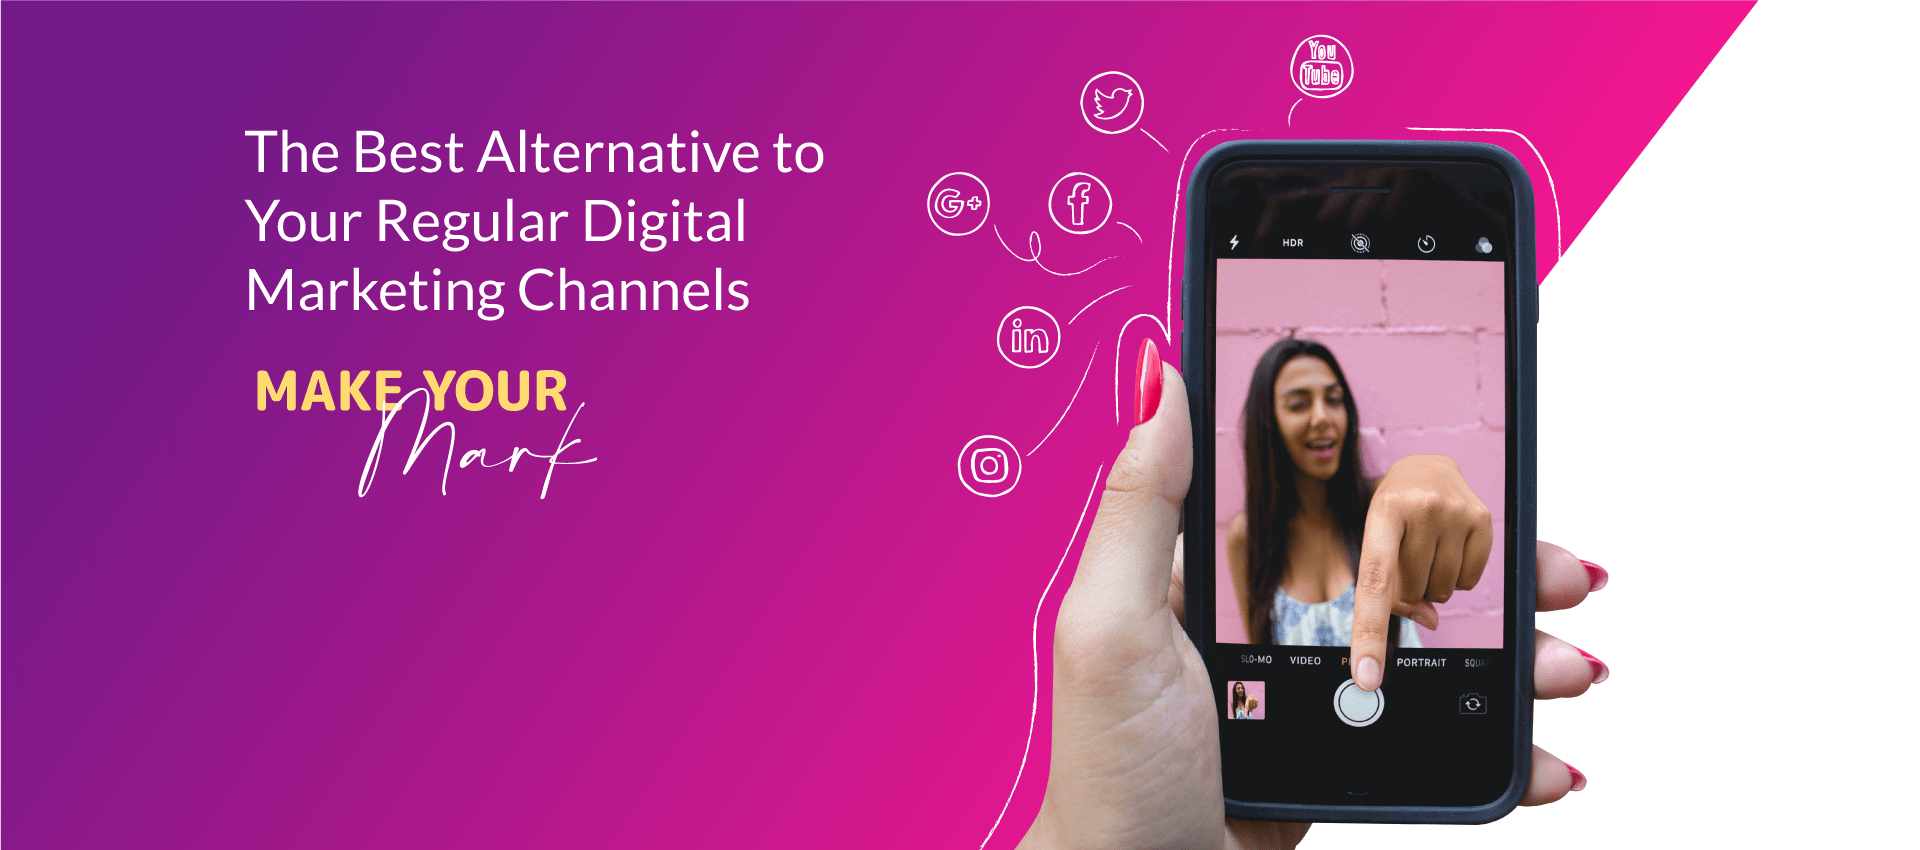 The Best Alternative to
Your Regular Digital
Marketing Channels
MAKE YOUR
Mark
You
Tube
G+
f
in
HDR
SLO-MO VIDEO PORTRAIT